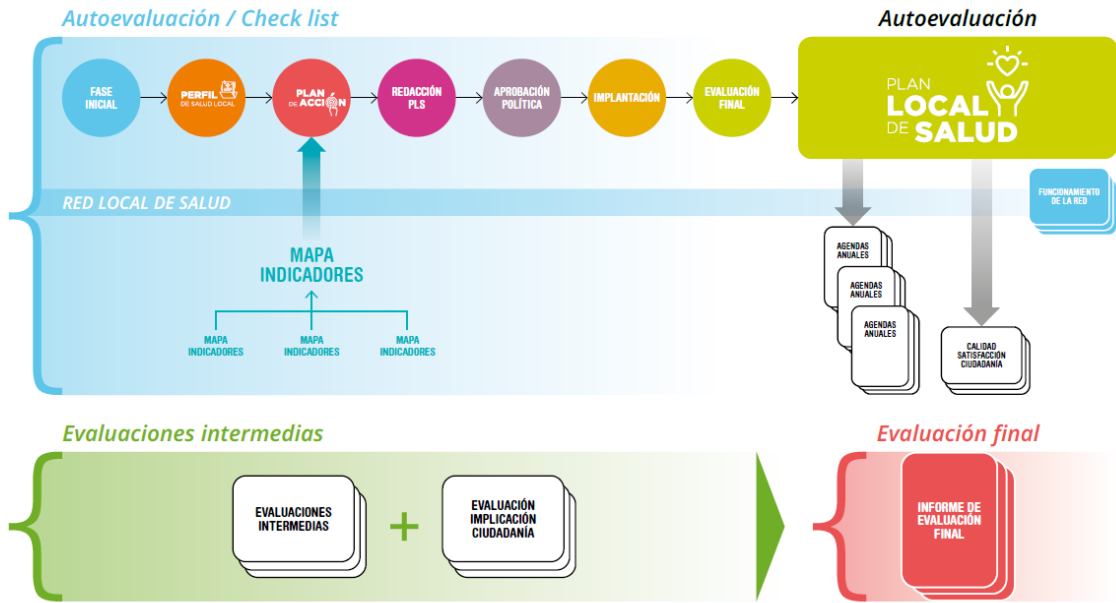 Autoevaluación / Check list
Autoevaluación
FASE
INICIAL
PERFIL
DE SALUD LOCAL
PLAN
DE ACCIÓN
REDACCIÓN
PLS
APROBACIÓN
POLÍTICA
IMPLANTACIÓN
EVALUACIÓN
FINAL
PLAN
LOCAL
DE SALUD
RED LOCAL DE SALUD
FUNCIONAMIENTO
DE LA RED
MAPA
INDICADORES
MAPA
INDICADORES
MAPA
INDICADORES
MAPA
INDICADORES
AGENDAS
ANUALES
AGENDAS
ANUALES
AGENDAS
ANUALES
CALIDAD
SATISFACCIÓN
CIUDADANÍA
Evaluaciones intermedias
EVALUACIONES
INTERMEDIAS
+
EVALUACIÓN
IMPLICACIÓN
CIUDADANÍA
Evaluación final
INFORME DE
EVALUACIÓN
FINAL